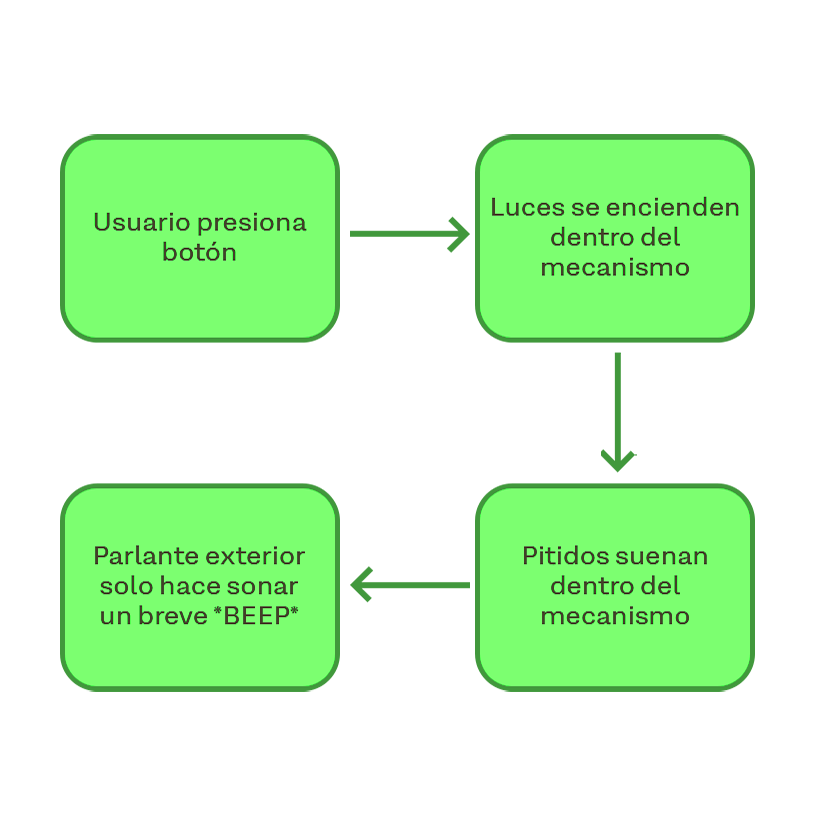 Usuario presiona
botón
Luces se encienden
dentro del
mecanismo
Pitidos suenan
dentro del
mecanismo
Parlante exterior
solo hace sonar
un breve *BEEP*